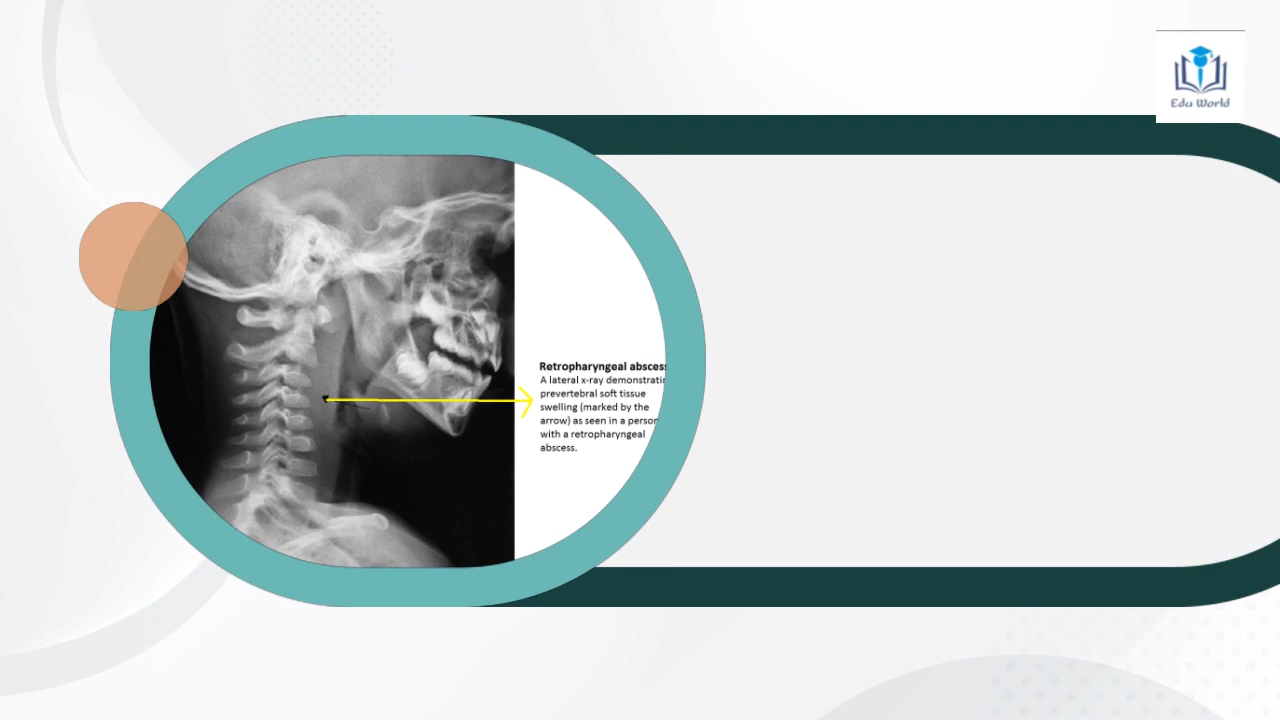 Edu World
Retropharyngeal abscess
A lateral x-ray demonstratin
prevertebral soft tissue
swelling (marked by the
arrow) as seen in a person
with a retropharyngeal
abscess.